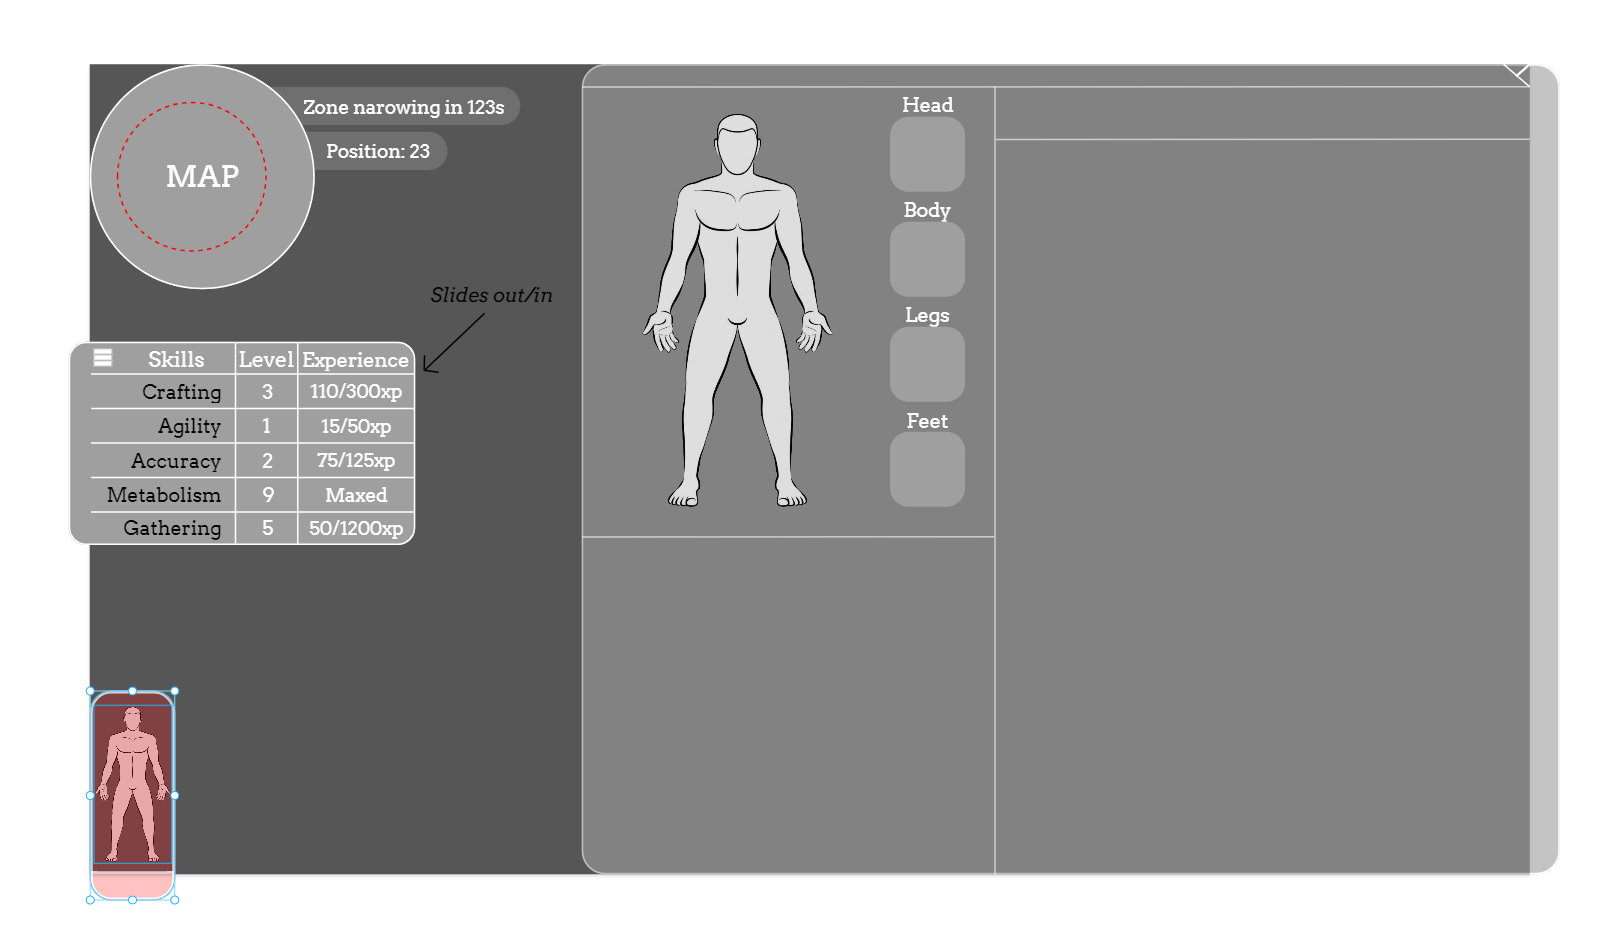 Zone narowing in 123s
Position: 23
MAP
Slides out/in
Skills Level Experience
Crafting 3 110/300xp
Agility 1 15/50xp
Accuracy 2 75/125xp
Metabolism 9 Maxed
Gathering 5 50/1200xp
Head
Body
Legs
Feet